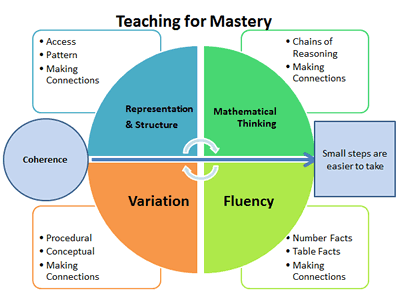 Teaching for Mastery
• Access
• Pattern
• Making
Connections
• Chains of
Reasoning
• Making
Connections
Representation
& Structure
Mathematical
Thinking
Coherence
Small steps are
easier to take
Variation
Fluency
• Procedural
• Conceptual
• Making
Connections
• Number Facts
• Table Facts
• Making
Connections